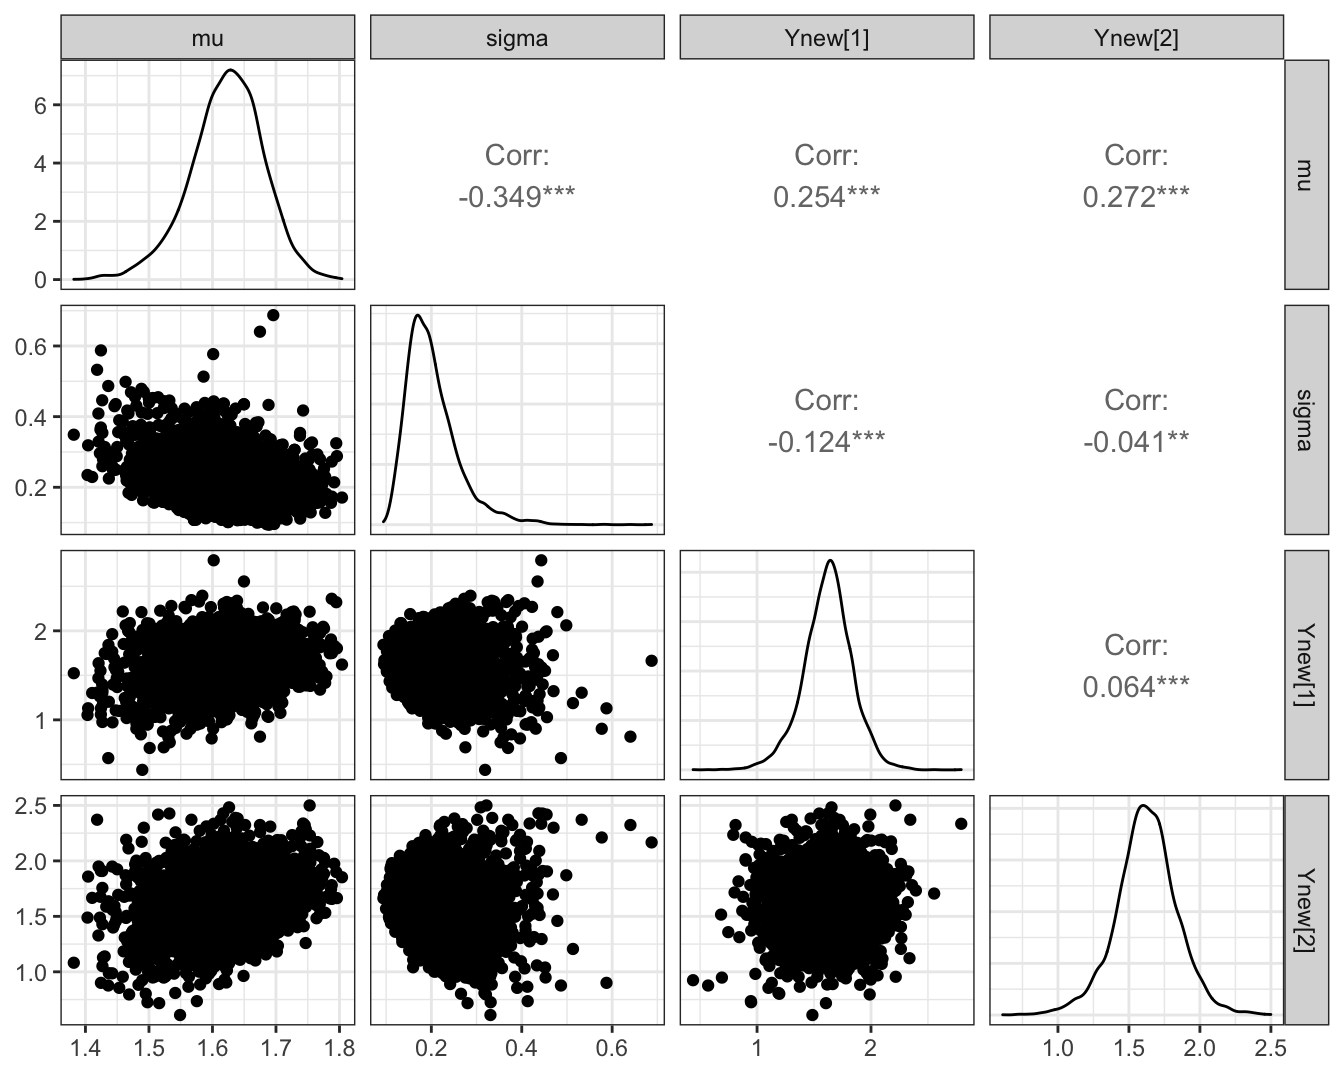 mu
sigma
Ynew[1]
Ynew[2]
6
4
2
0
Corr:
-0.349***
Corr:
0.254***
Corr:
0.272***
mu
0.6
0.4
0.2
Corr:
-0.124***
Corr:
-0.041**
sigma
2
1
Corr:
0.064***
Ynew[1]
2.5
2.0
1.5
1.0
Ynew[2]
1.4 1.5 1.6 1.7 1.8
0.2 0.4 0.6
1 2
1.0 1.5 2.0 2.5